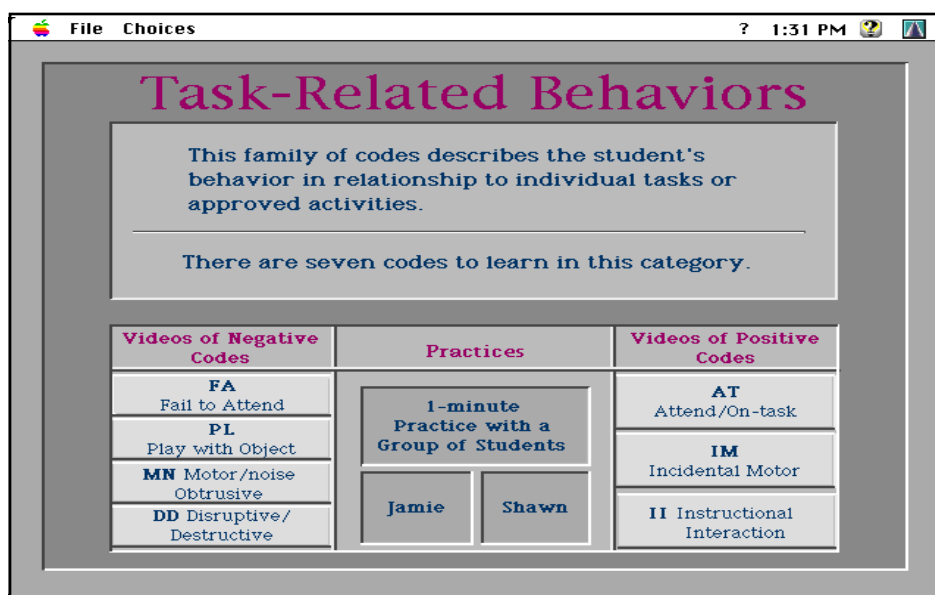 File Choices ? 1:31 PM
Task-Related Behaviors
This family of codes describes the student's
behavior in relationship to individual tasks or
approved activities.
There are seven codes to learn in this category.
Videos of Negative
Codes
FA
Fail to Attend
PL
Play with Object
MN Motor/noise
Obtrusive
DD Disruptive/
Destructive
Practices
1-minute
Practice with a
Group of Students
Jamie
Shawn
Videos of Positive
Codes
AT
Attend/On-task
IM
Incidental Motor
II Instructional
Interaction